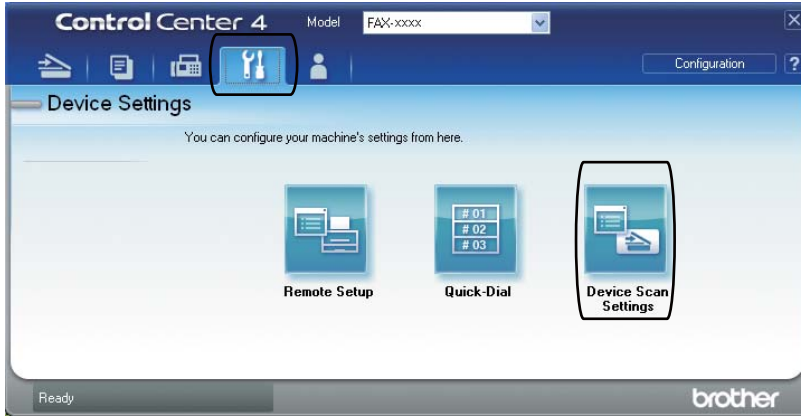 Control Center 4 Model FAX-xxxx X
Configuration ?
Device Settings
You can configure your machine's settings from here.
# 01
# 02
# 03
Remote Setup Quick-Dial Device Scan
Settings
Ready brother